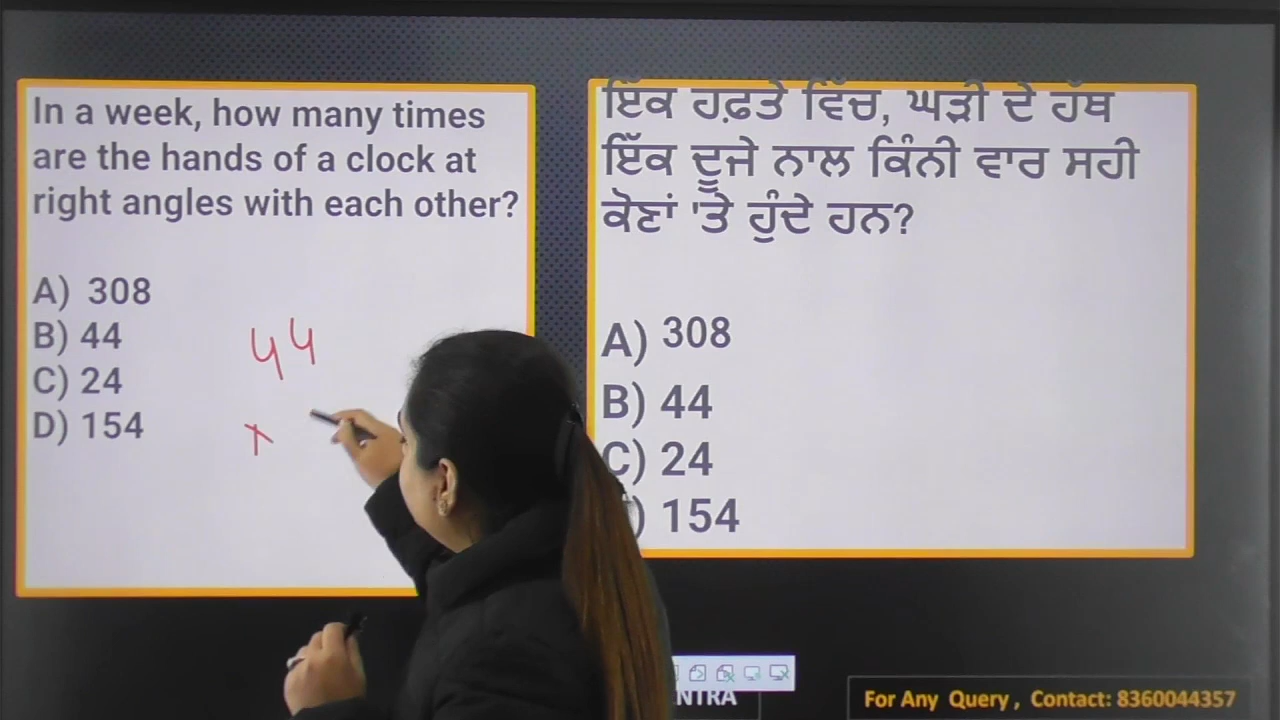 In a week, how many times
are the hands of a clock at
right angles with each other?
A) 308
B) 44
C) 24
D) 154
44
x
ਇੱਕ ਹਫ਼ਤੇ ਵਿੱਚ, ਘੜੀ ਦੇ ਹੱਥ
ਇੱਕ ਦੂਜੇ ਨਾਲ ਕਿੰਨੀ ਵਾਰ ਸਹੀ
ਕੋਣਾਂ 'ਤੇ ਹੁੰਦੇ ਹਨ?
A) 308
B) 44
C) 24
) 154
NTRA
For Any Query , Contact: 8360044357